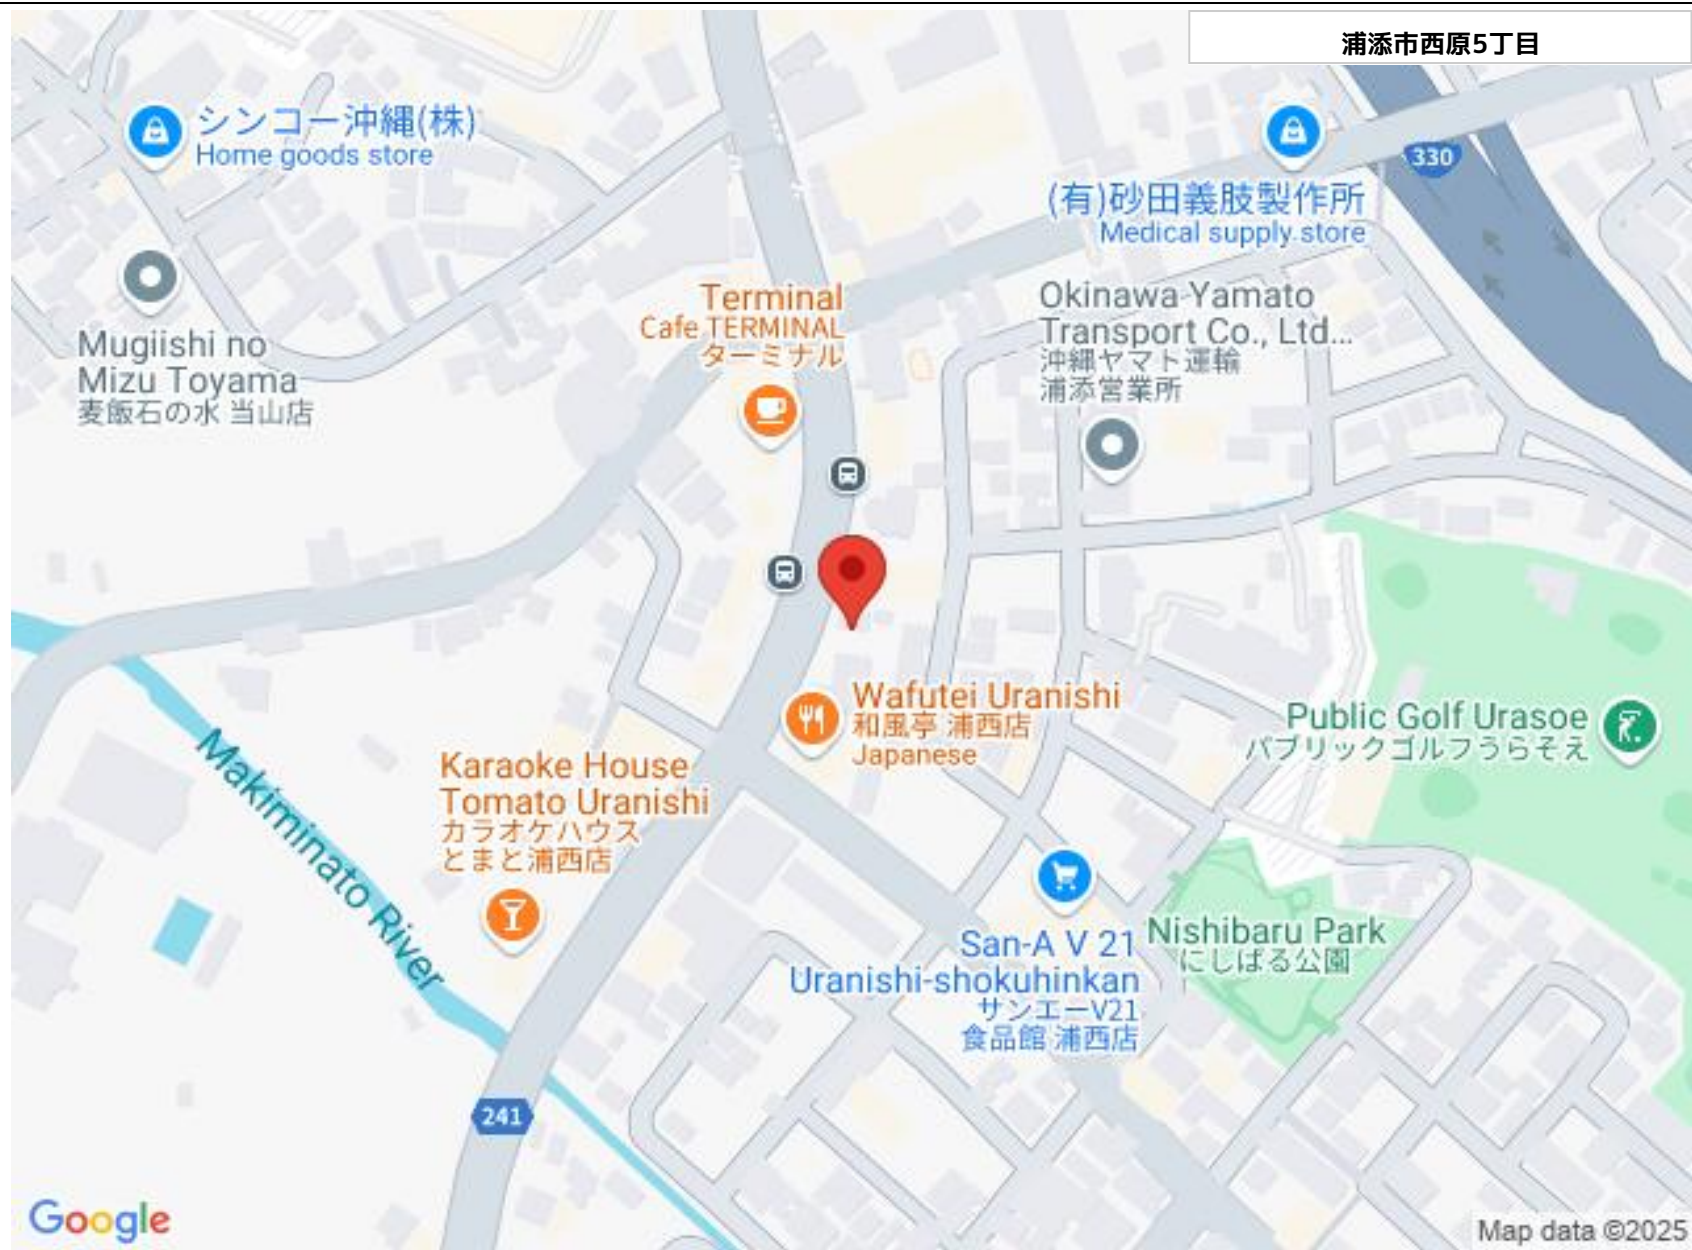 浦添市西原5丁目
シンコー沖縄(株)
Home goods store
330
(有)砂田義肢製作所
Medical supply store
Terminal
Cafe TERMINAL
ターミナル
Okinawa Yamato
Transport Co., Ltd...
沖縄ヤマト運輸
浦添営業所
Mugiishi no
Mizu Toyama
麦飯石の水 当山店
Wafutei Uranishi
和風亭 浦西店
Japanese
Public Golf Urasoe
パブリックゴルフうらそえ
Makiminato River
Karaoke House
Tomato Uranishi
カラオケハウス
とまと浦西店
San-A V 21
Uranishi-shokuhinkan
サンエーV21
食品館 浦西店
Nishibaru Park
にしばる公園
241
Google
Map data ©2025